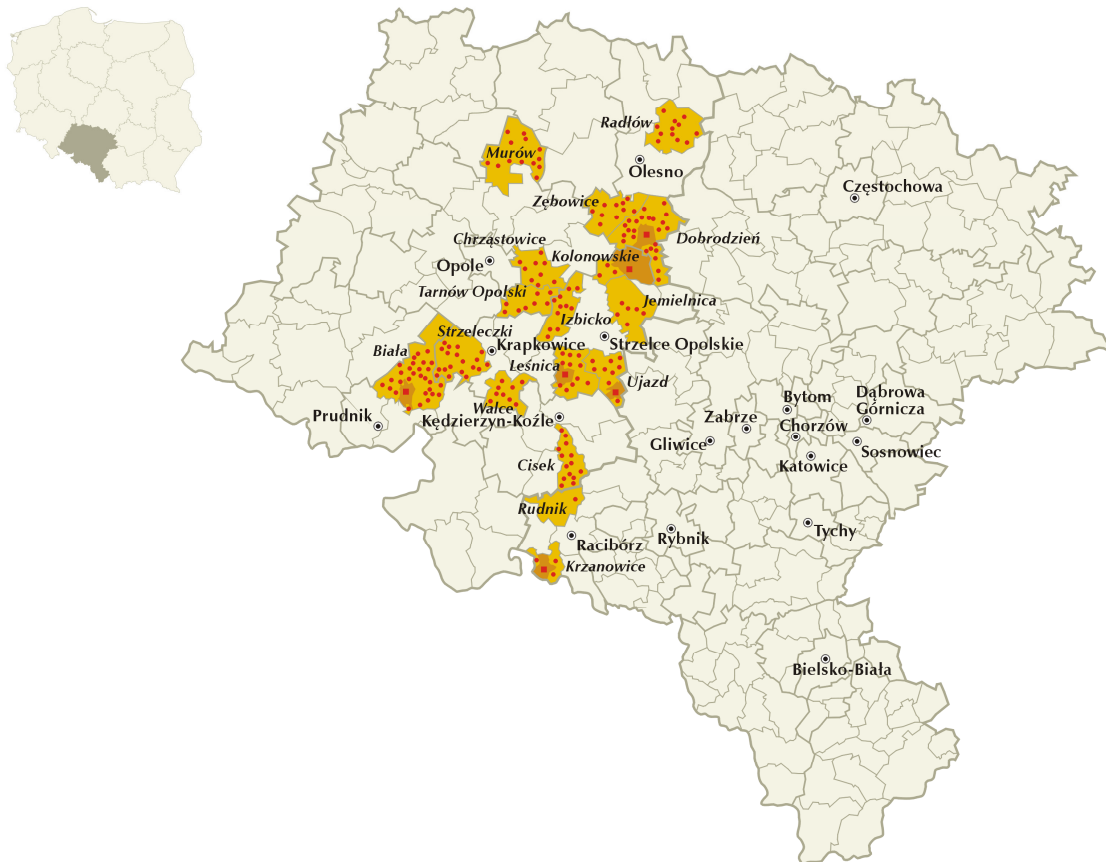 Radłów
Murów
Olesno
Częstochowa
Zębowice
Chrząstowice
Dobrodzień
Kolonowskie
Opole
Tarnów Opolski
Jemielnica
Izbicko
Strzeleczki
Krapkowice
Strzelce Opolskie
Biała
Leśnica
Ujazd
Dąbrowa
Górnicza
Bytom
Walce
Prudnik
Kędzierzyn-Koźle
Zabrze
Chorzów
Gliwice
Sosnowiec
Katowice
Cisek
Rudnik
Tychy
Rybnik
Racibórz
Krzanowice
Bielsko-Biała